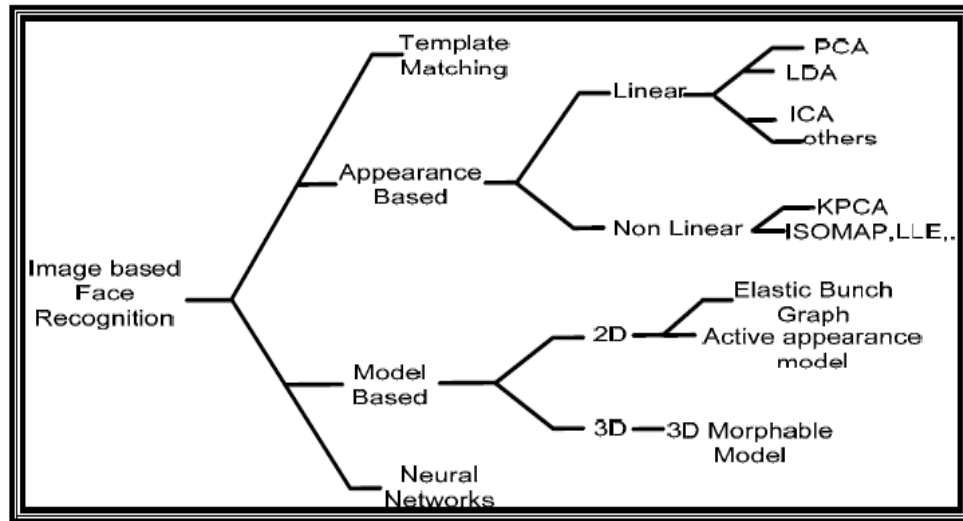 Template
Matching
PCA
LDA
Linear
ICA
others
Appearance
Based
KPCA
Non Linear
ISOMAP,LLE,..
Image based
Face
Recognition
Elastic Bunch
Graph
2D
Active appearance
model
Model
Based
3D
3D Morphable
Model
Neural
Networks